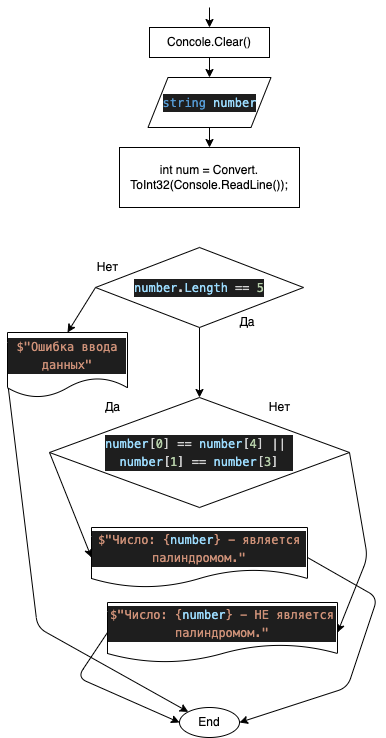 Concole.Clear()
string number
int num = Convert.
ToInt32(Console.ReadLine());
Нет
number.Length == 5
Да
$"Ошибка ввода
данных"
Да
Нет
number[0] == number[4] ||
number[1] == number[3]
$"Число: {number} - является
палиндромом."
$"Число: {number} - НЕ является
палиндромом."
End